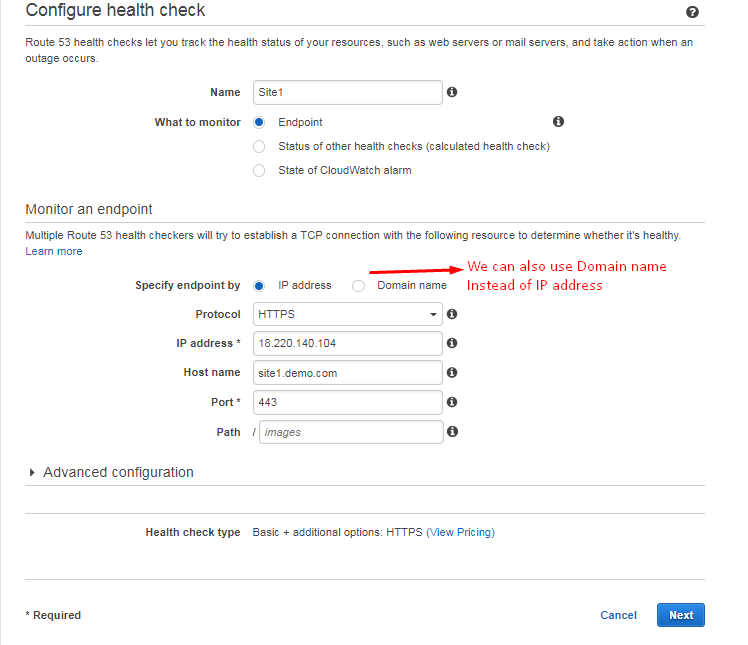 Configure health check
Route 53 health checks let you track the health status of your resources, such as web servers or mail servers, and take action when an
outage occurs.
Name Site1
What to monitor Endpoint
Status of other health checks (calculated health check)
State of CloudWatch alarm
Monitor an endpoint
Multiple Route 53 health checkers will try to establish a TCP connection with the following resource to determine whether it's healthy.
Learn more
We can also use Domain name
Instead of IP address
Specify endpoint by IP address Domain name
Protocol HTTPS
IP address * 18.220.140.104
Host name site1.demo.com
Port * 443
Path / images
Advanced configuration
Health check type Basic + additional options: HTTPS (View Pricing)
* Required Cancel Next